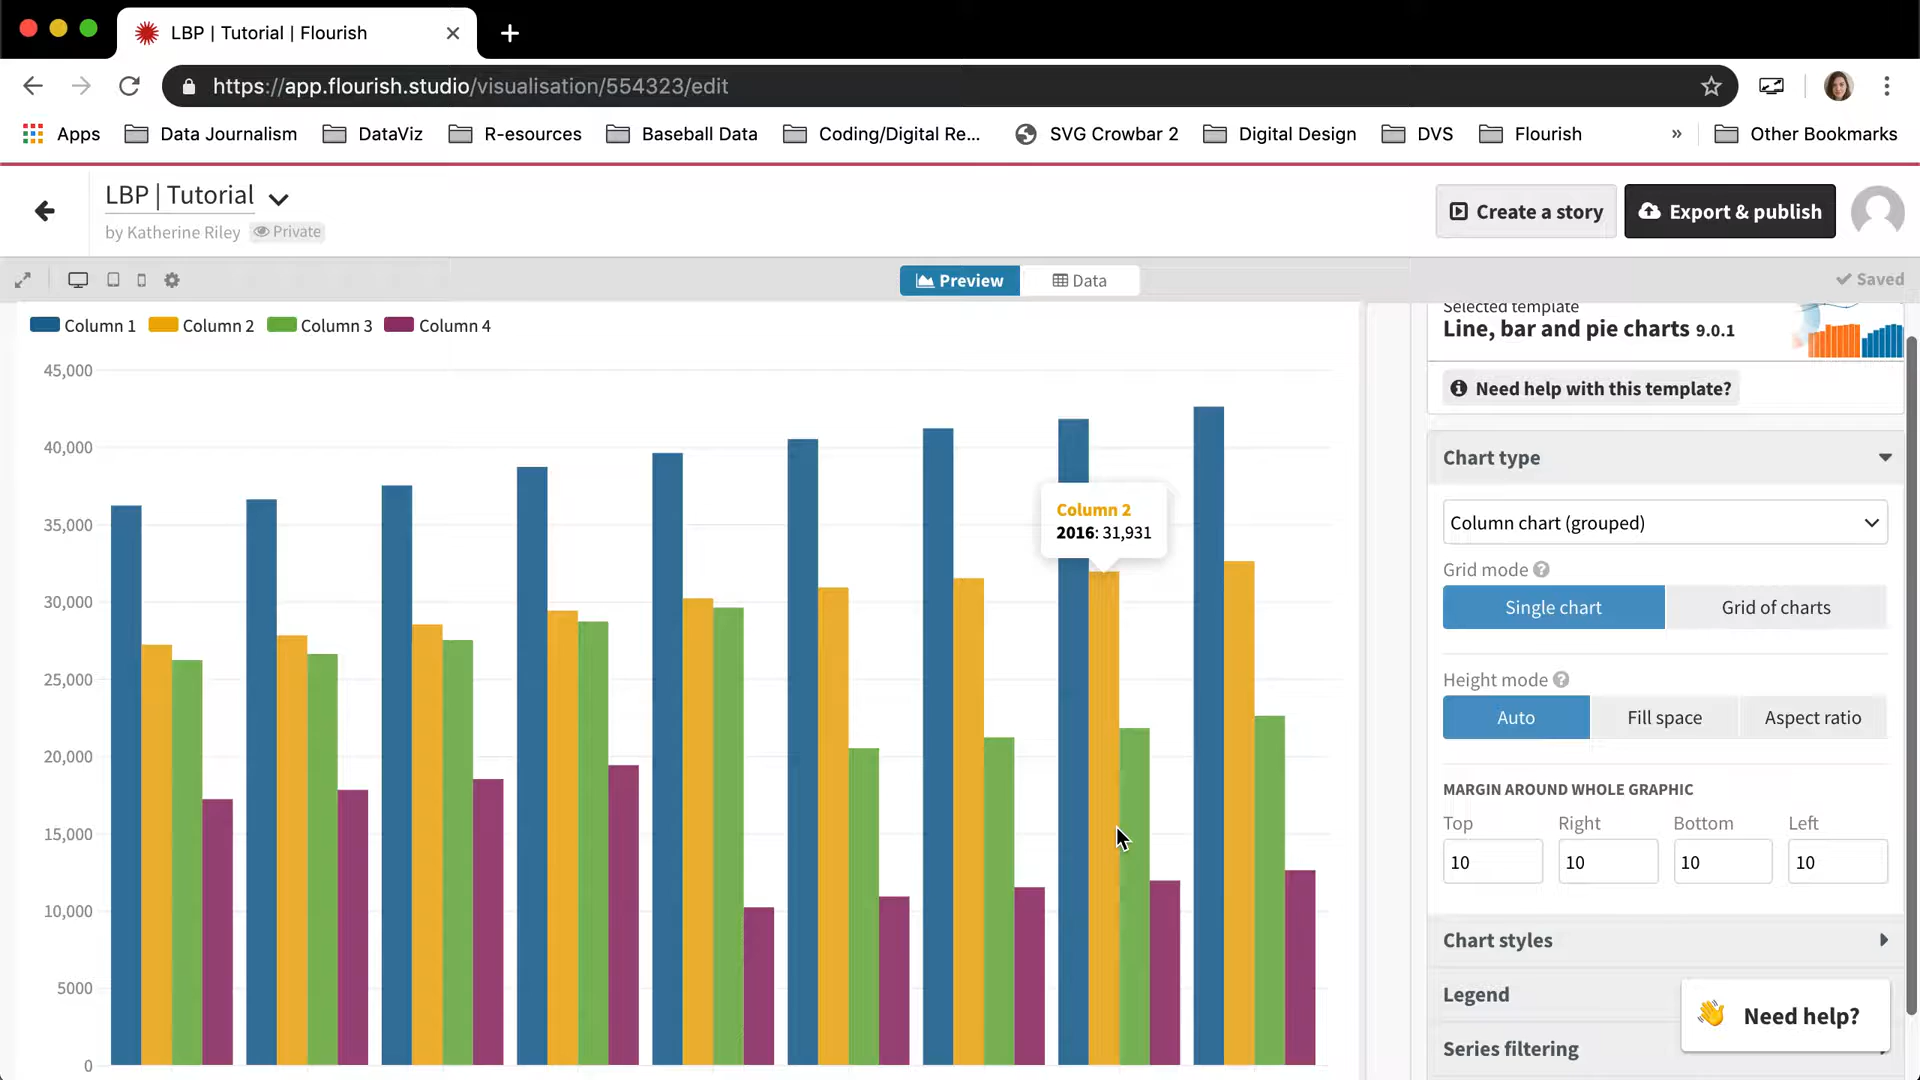 LBP | Tutorial | Flourish
https://app.flourish.studio/visualisation/554323/edit
Apps Data Journalism DataViz R-esources Baseball Data Coding/Digital Re... SVG Crowbar 2 Digital Design DVS Flourish » Other Bookmarks
LBP | Tutorial
by Katherine Riley Private
Create a story Export & publish
Preview Data Saved
Column 1 Column 2 Column 3 Column 4
45,000
40,000
35,000
30,000
25,000
20,000
15,000
10,000
5000
0
Column 2
2016: 31,931
Selected template
Line, bar and pie charts 9.0.1
Need help with this template?
Chart type
Column chart (grouped)
Grid mode
Single chart Grid of charts
Height mode
Auto Fill space Aspect ratio
MARGIN AROUND WHOLE GRAPHIC
Top Right Bottom Left
10 10 10 10
Chart styles
Legend
Need help?
Series filtering